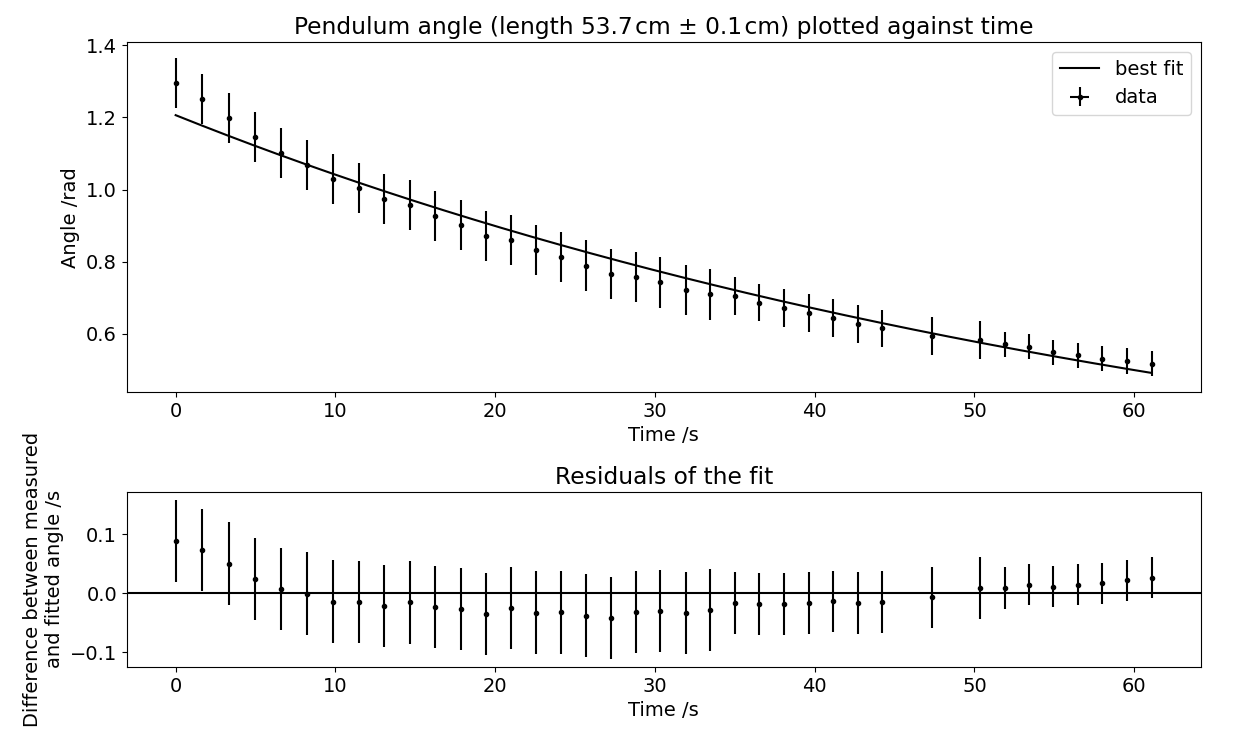 Pendulum angle (length 53.7 cm ± 0.1 cm) plotted against time
1.4
1.2
1.0
0.8
0.6
Angle /rad
best fit
data
0 10 20 30 40 50 60
Time /s
Residuals of the fit
Difference between measured
and fitted angle /s
0.1
0.0
−0.1
0 10 20 30 40 50 60
Time /s